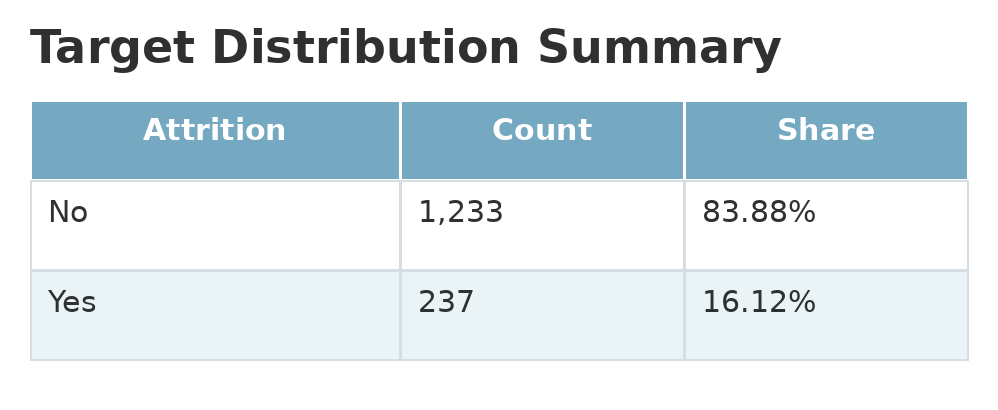 Target Distribution Summary
Attrition Count Share
No 1,233 83.88%
Yes 237 16.12%